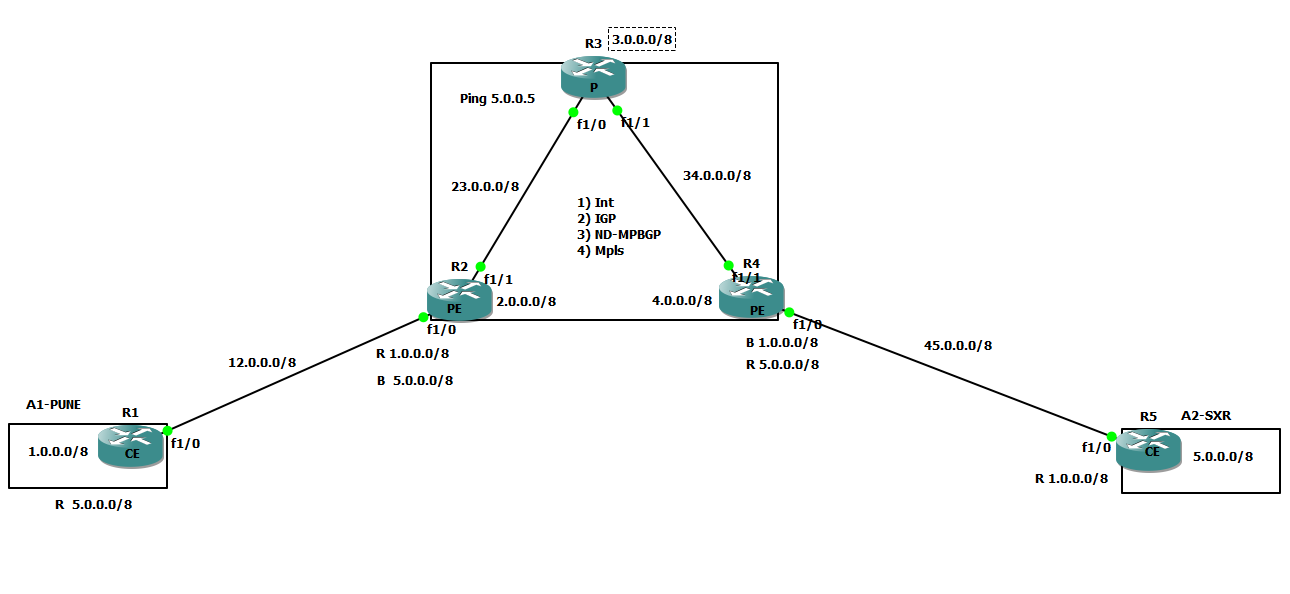 R3
3.0.0.0/8
P
Ping 5.0.0.5
f1/0
f1/1
23.0.0.0/8
34.0.0.0/8
1) Int
2) IGP
3) ND-MPBGP
4) Mpls
R2
f1/1
PE
2.0.0.0/8
f1/0
R4
f1/1
4.0.0.0/8
PE
f1/0
R 1.0.0.0/8
B 5.0.0.0/8
B 1.0.0.0/8
R 5.0.0.0/8
12.0.0.0/8
45.0.0.0/8
A1-PUNE
R1
1.0.0.0/8
CE
f1/0
R 5.0.0.0/8
R5
A2-SXR
f1/0
CE
5.0.0.0/8
R 1.0.0.0/8